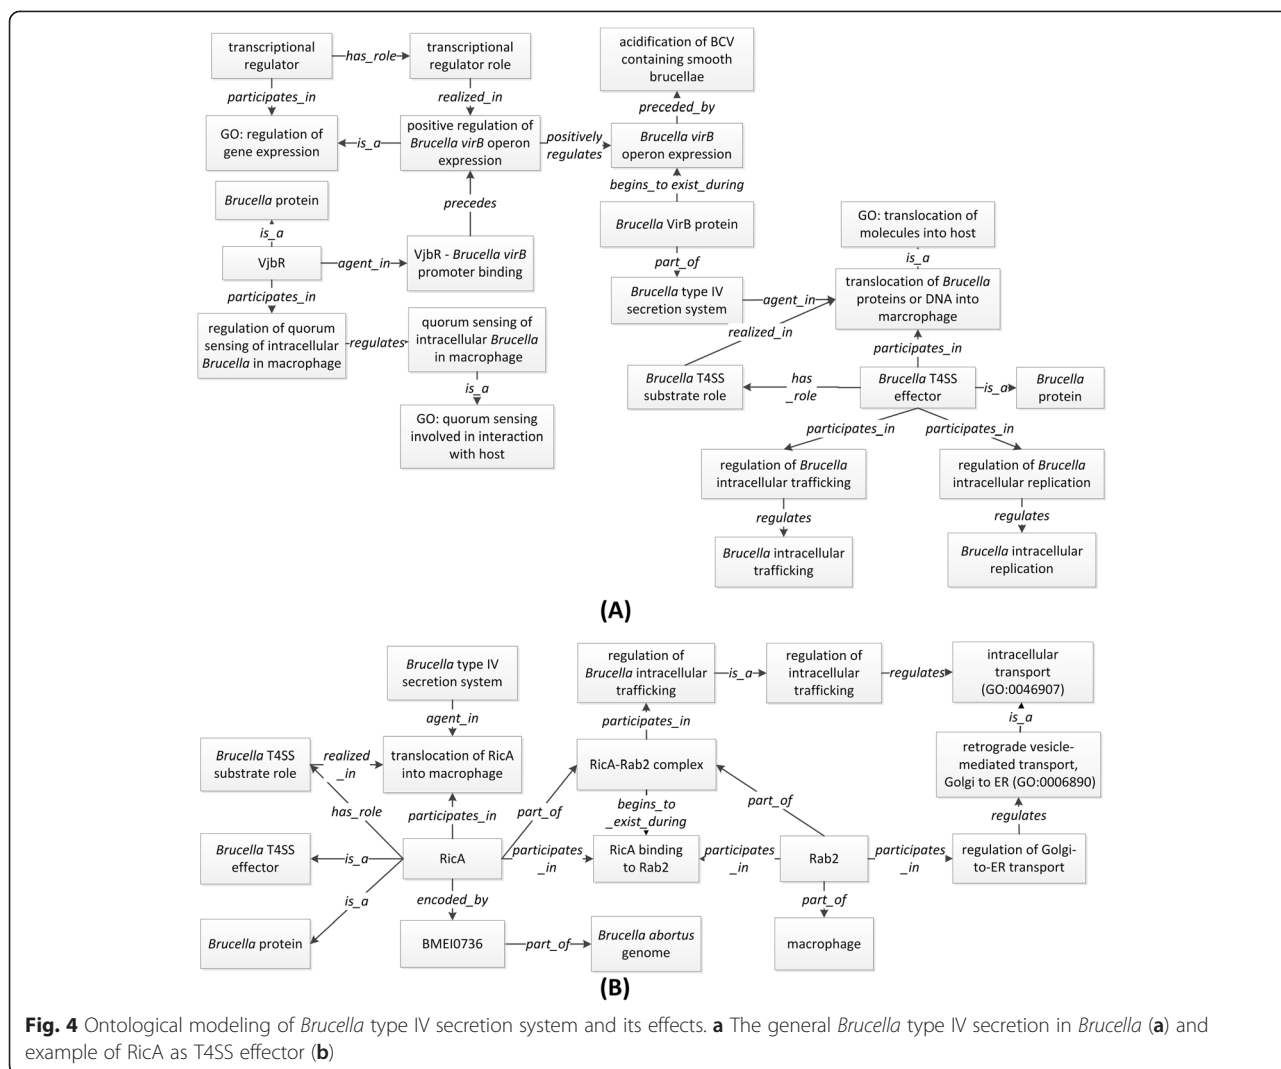 transcriptional
regulator
has_role
transcriptional
regulator role
acidification of BCV
containing smooth
brucellae
participates_in
realized_in
preceded_by
GO: regulation of
gene expression
is_a
positive regulation of
Brucella virB operon
expression
positively
regulates
Brucella virB
operon expression
begins_to exist_during
Brucella protein
is_a
precedes
Brucella VirB protein
GO: translocation of
molecules into host
VjbR
agent_in
VjbR - Brucella virB
promoter binding
part_of
is_a
participates_in
Brucella type IV
secretion system
agent_in
translocation of Brucella
proteins or DNA into
marcrophage
regulation of quorum
sensing of intracellular
Brucella in macrophage
regulates
quorum sensing of
intracellular Brucella
in macrophage
realized_in
participates_in
is_a
Brucella T4SS
substrate role
has
_role
Brucella T4SS
effector
is_a
Brucella
protein
GO: quorum sensing
involved in interaction
with host
participates_in
participates_in
regulation of Brucella
intracellular trafficking
regulation of Brucella
intracellular replication
regulates
regulates
Brucella intracellular
trafficking
Brucella intracellular
replication
(A)
Brucella type IV
secretion system
regulation of
Brucella intracellular
trafficking
is_a
regulation of
intracellular
trafficking
regulates
intracellular
transport
(GO:0046907)
agent_in
participates_in
is_a
Brucella T4SS
substrate role
realized
_in
translocation of RicA
into macrophage
RicA-Rab2 complex
retrograde vesicle-
mediated transport,
Golgi to ER (GO:0006890)
has_role
participates_in
part_of
begins_to
_exist_during
part_of
regulates
Brucella T4SS
effector
is_a
RicA
participates
_in
RicA binding
to Rab2
participates
_in
Rab2
participates
_in
regulation of Golgi-
to-ER transport
is_a
encoded_by
part_of
Brucella protein
BMEI0736
part_of
Brucella abortus
genome
macrophage
(B)
Fig. 4 Ontological modeling of Brucella type IV secretion system and its effects. a The general Brucella type IV secretion in Brucella (a) and
example of RicA as T4SS effector (b)